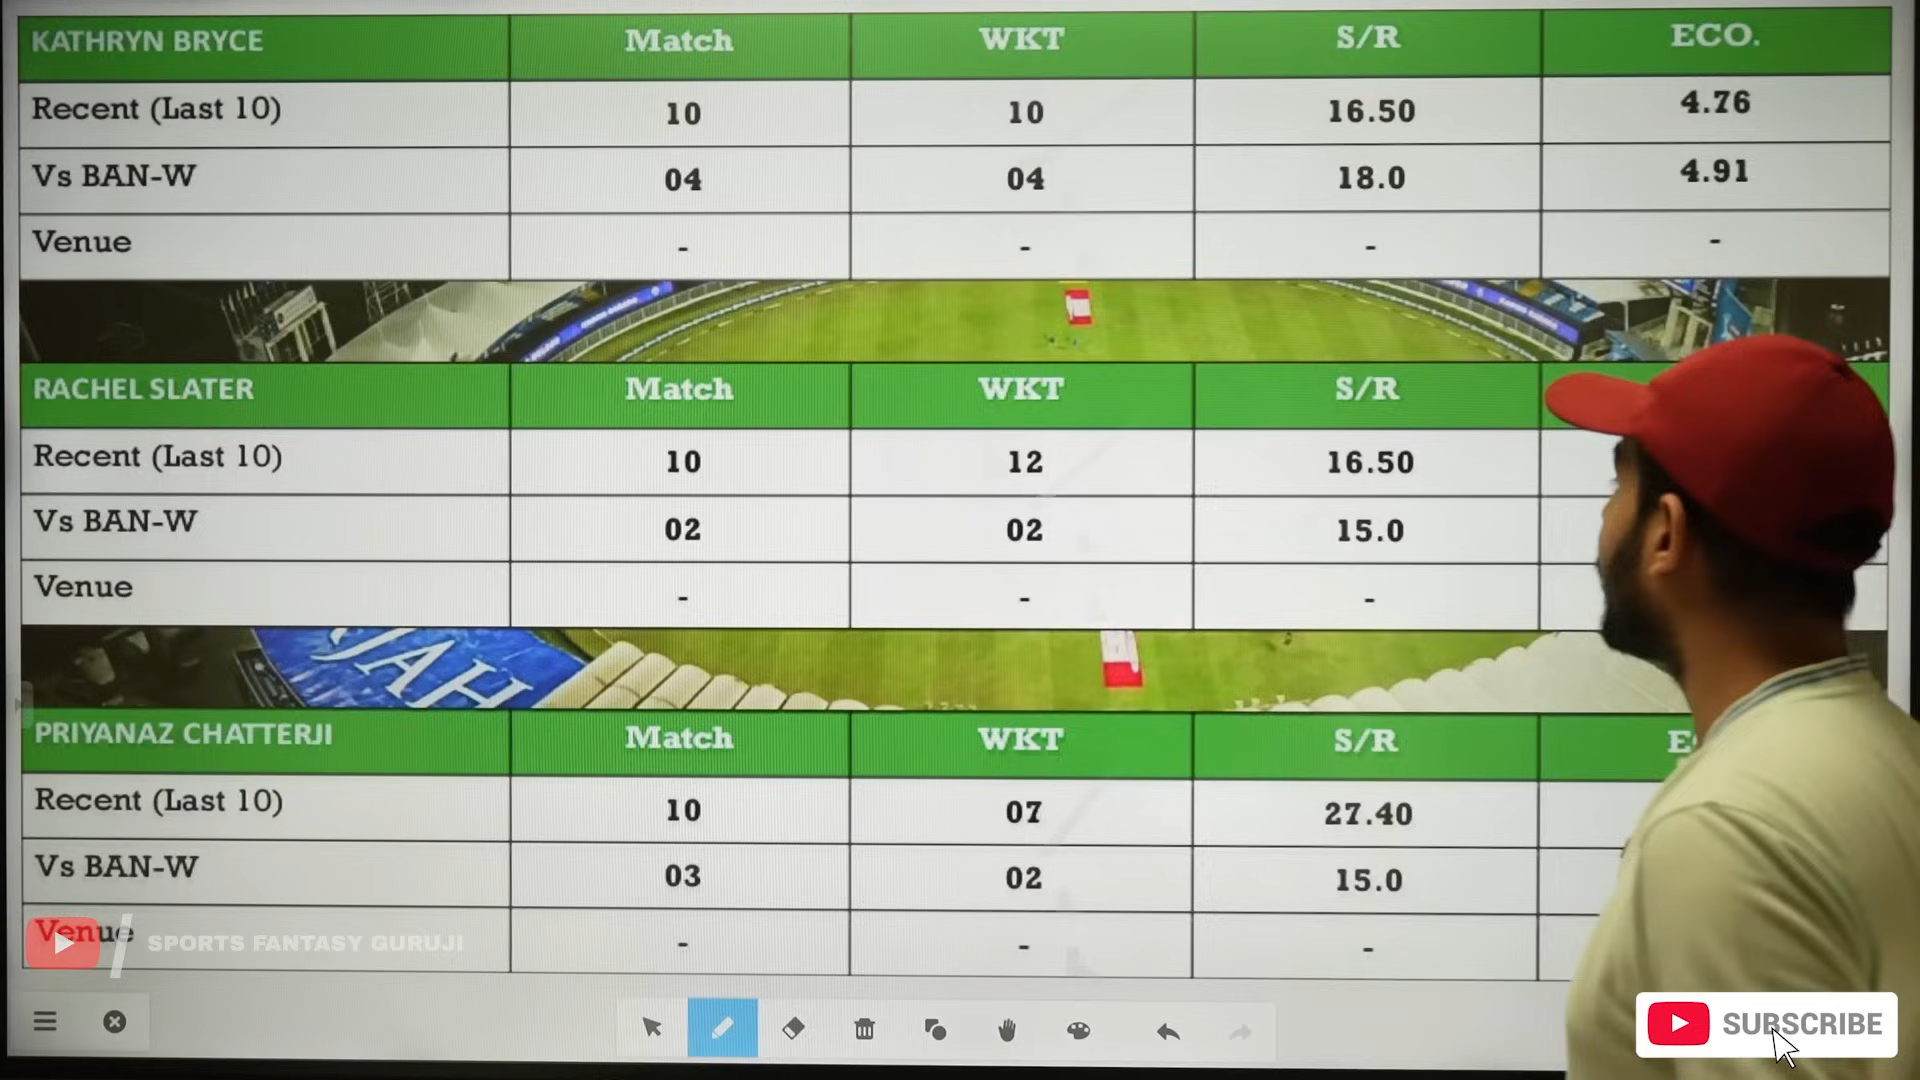 KATHRYN BRYCE Match WKT S/R ECO.
Recent (Last 10) 10 10 16.50 4.76
Vs BAN-W 04 04 18.0 4.91
Venue - - - -
RACHEL SLATER Match WKT S/R
Recent (Last 10) 10 12 16.50
Vs BAN-W 02 02 15.0
Venue - - -
JAH
PRIYANAZ CHATTERJI Match WKT S/R
Recent (Last 10) 10 07 27.40
Vs BAN-W 03 02 15.0
Venue - - -
SPORTS FANTASY GURUJI
SUBSCRIBE